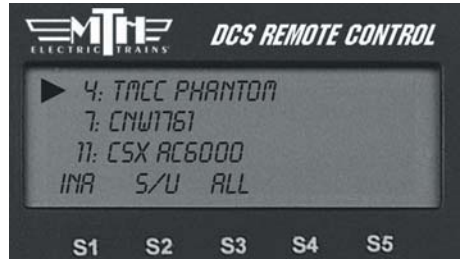 MTH
ELECTRIC TRAINS
DCS REMOTE CONTROL
4: TMCC PHANTOM
7: CNW1761
11: CSX AC6000
INA S/U ALL
S1 S2 S3 S4 S5